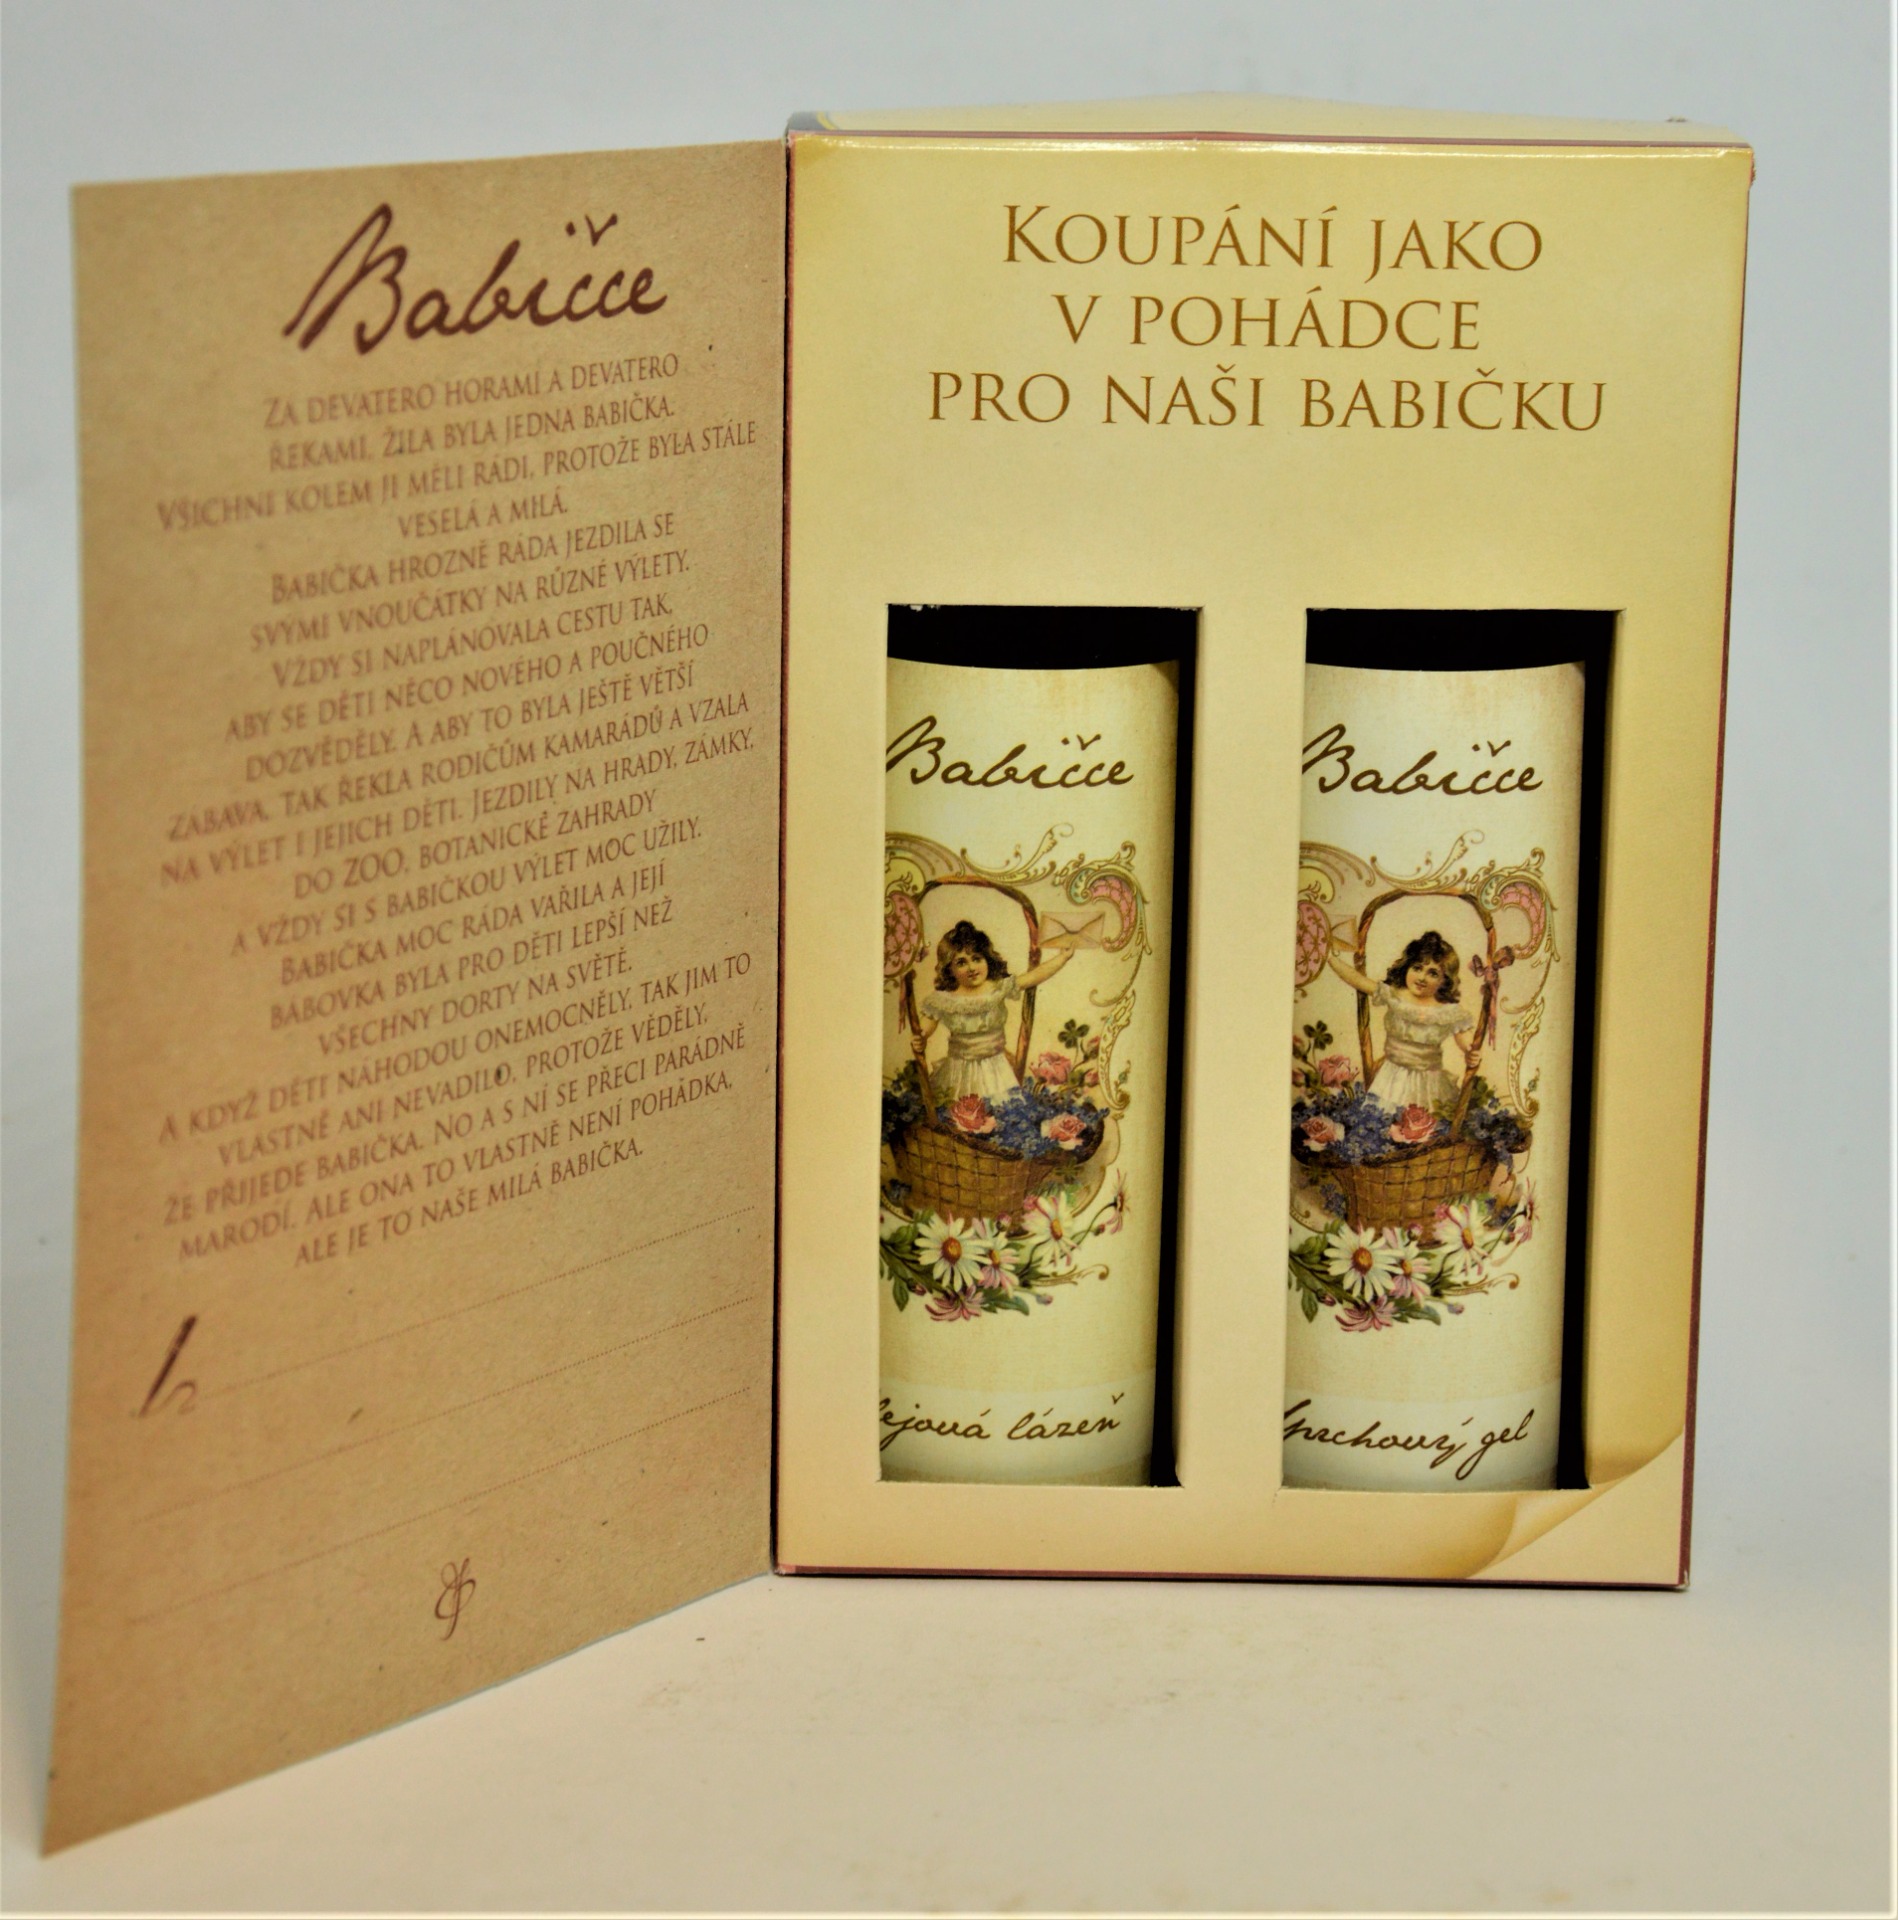 Babičce
Za devatero horami a devatero
řekami, žila byla jedna babička.
Všichni kolem ji měli rádi, protože byla stále
veselá a milá.
Babička hrozně ráda jezdila se
svými vnoučátky na různé výlety.
Vždy si naplánovala cestu tak,
aby se děti něco nového a poučného
dozvěděly. A aby to byla ještě větší
zábava, tak řekla rodičům kamarádů a vzala
na výlet i jejich děti. Jezdily na hrady, zámky,
do ZOO, botanické zahrady
a vždy si s babičkou výlet moc užily.
Babička moc ráda vařila a její
bábovka byla pro děti lepší než
všechny dorty na světě.
A když děti náhodou onemocněly, tak jim to
vlastně ani nevadilo, protože věděly,
že přijede babička. No a s ní se přeci parádně
marodí. Ale ona to vlastně není pohádka,
ale je to naše milá babička.
Koupání jako
v pohádce
pro naši babičku
Babičce
lejová lázeň
Babičce
Sprchový gel